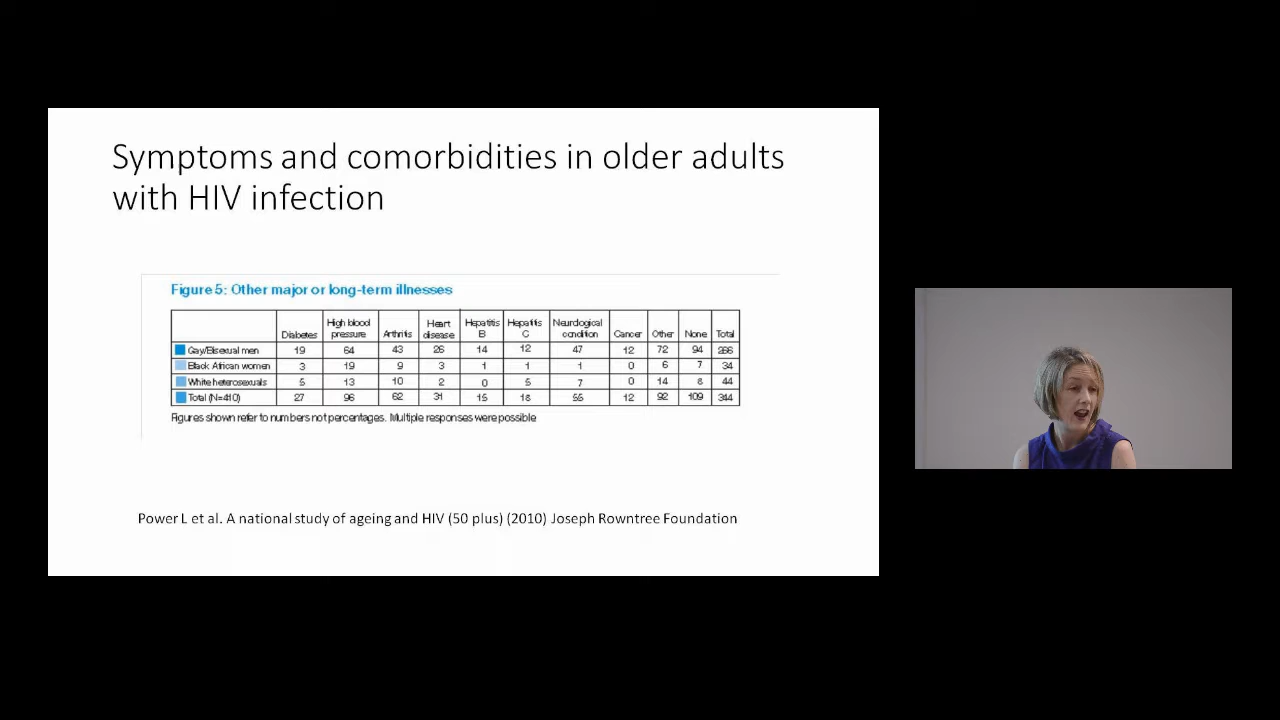 Symptoms and comorbidities in older adults
with HIV infection
Figure 5: Other major or long-term illnesses
Diabetes High blood pressure Arthritis Heart disease Hepatitis B Hepatitis C Neurological condition Cancer Other None Total
Gay/Bisexual men 19 64 43 26 14 12 47 12 72 94 266
Black African women 3 19 9 3 1 1 1 0 6 7 34
White heterosexuals 5 13 10 2 0 5 7 0 14 8 44
Total (N=410) 27 96 62 31 15 18 55 12 92 109 344
Figures shown refer to numbers not percentages. Multiple responses were possible
Power L et al. A national study of ageing and HIV (50 plus) (2010) Joseph Rowntree Foundation